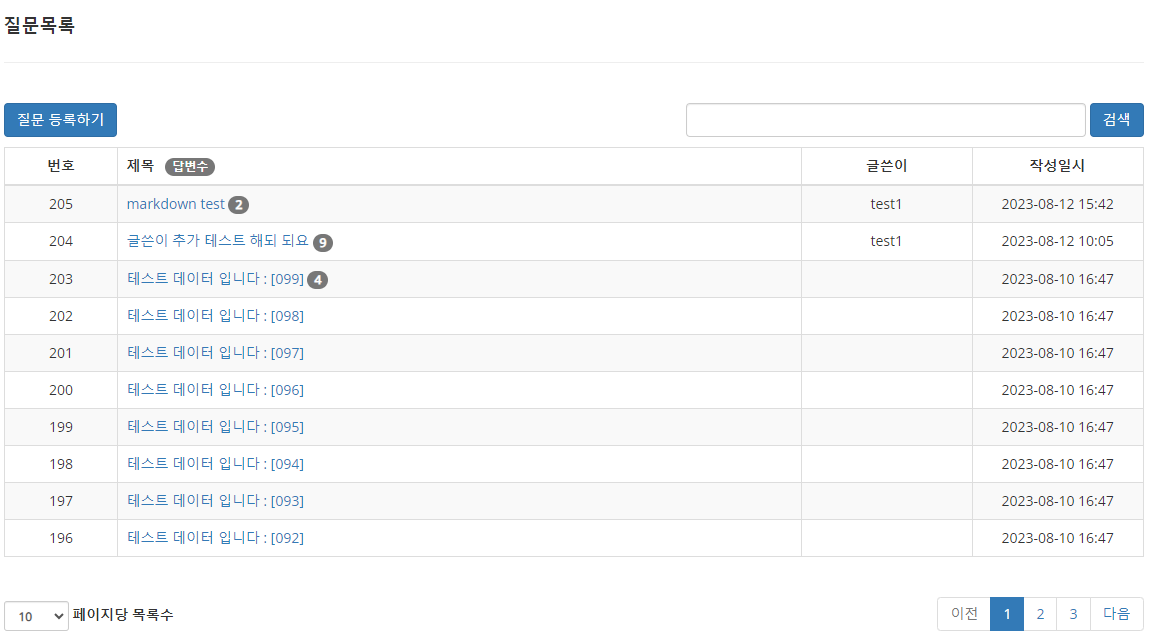 질문목록
질문 등록하기 검색
번호 제목 답변수 글쓴이 작성일시
205 markdown test 2 test1 2023-08-12 15:42
204 글쓴이 추가 테스트 해되 되요 9 test1 2023-08-12 10:05
203 테스트 데이터 입니다 : [099] 4 2023-08-10 16:47
202 테스트 데이터 입니다 : [098] 2023-08-10 16:47
201 테스트 데이터 입니다 : [097] 2023-08-10 16:47
200 테스트 데이터 입니다 : [096] 2023-08-10 16:47
199 테스트 데이터 입니다 : [095] 2023-08-10 16:47
198 테스트 데이터 입니다 : [094] 2023-08-10 16:47
197 테스트 데이터 입니다 : [093] 2023-08-10 16:47
196 테스트 데이터 입니다 : [092] 2023-08-10 16:47
10 페이지당 목록수 이전 1 2 3 다음